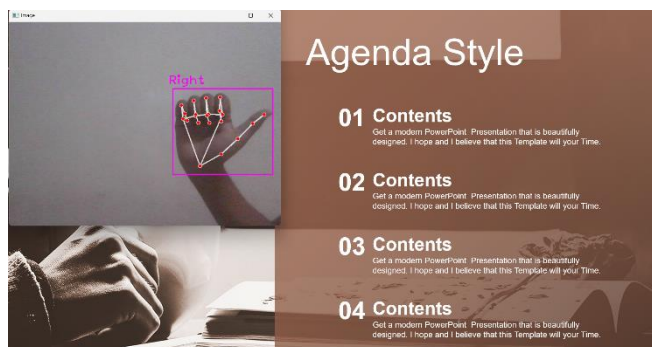 Image
Right
Agenda Style
01 Contents
Get a modern PowerPoint Presentation that is beautifully
designed. I hope and I believe that this Template will your Time.
02 Contents
Get a modern PowerPoint Presentation that is beautifully
designed. I hope and I believe that this Template will your Time.
03 Contents
Get a modern PowerPoint Presentation that is beautifully
designed. I hope and I believe that this Template will your Time.
04 Contents
Get a modern PowerPoint Presentation that is beautifully
designed. I hope and I believe that this Template will your Time.